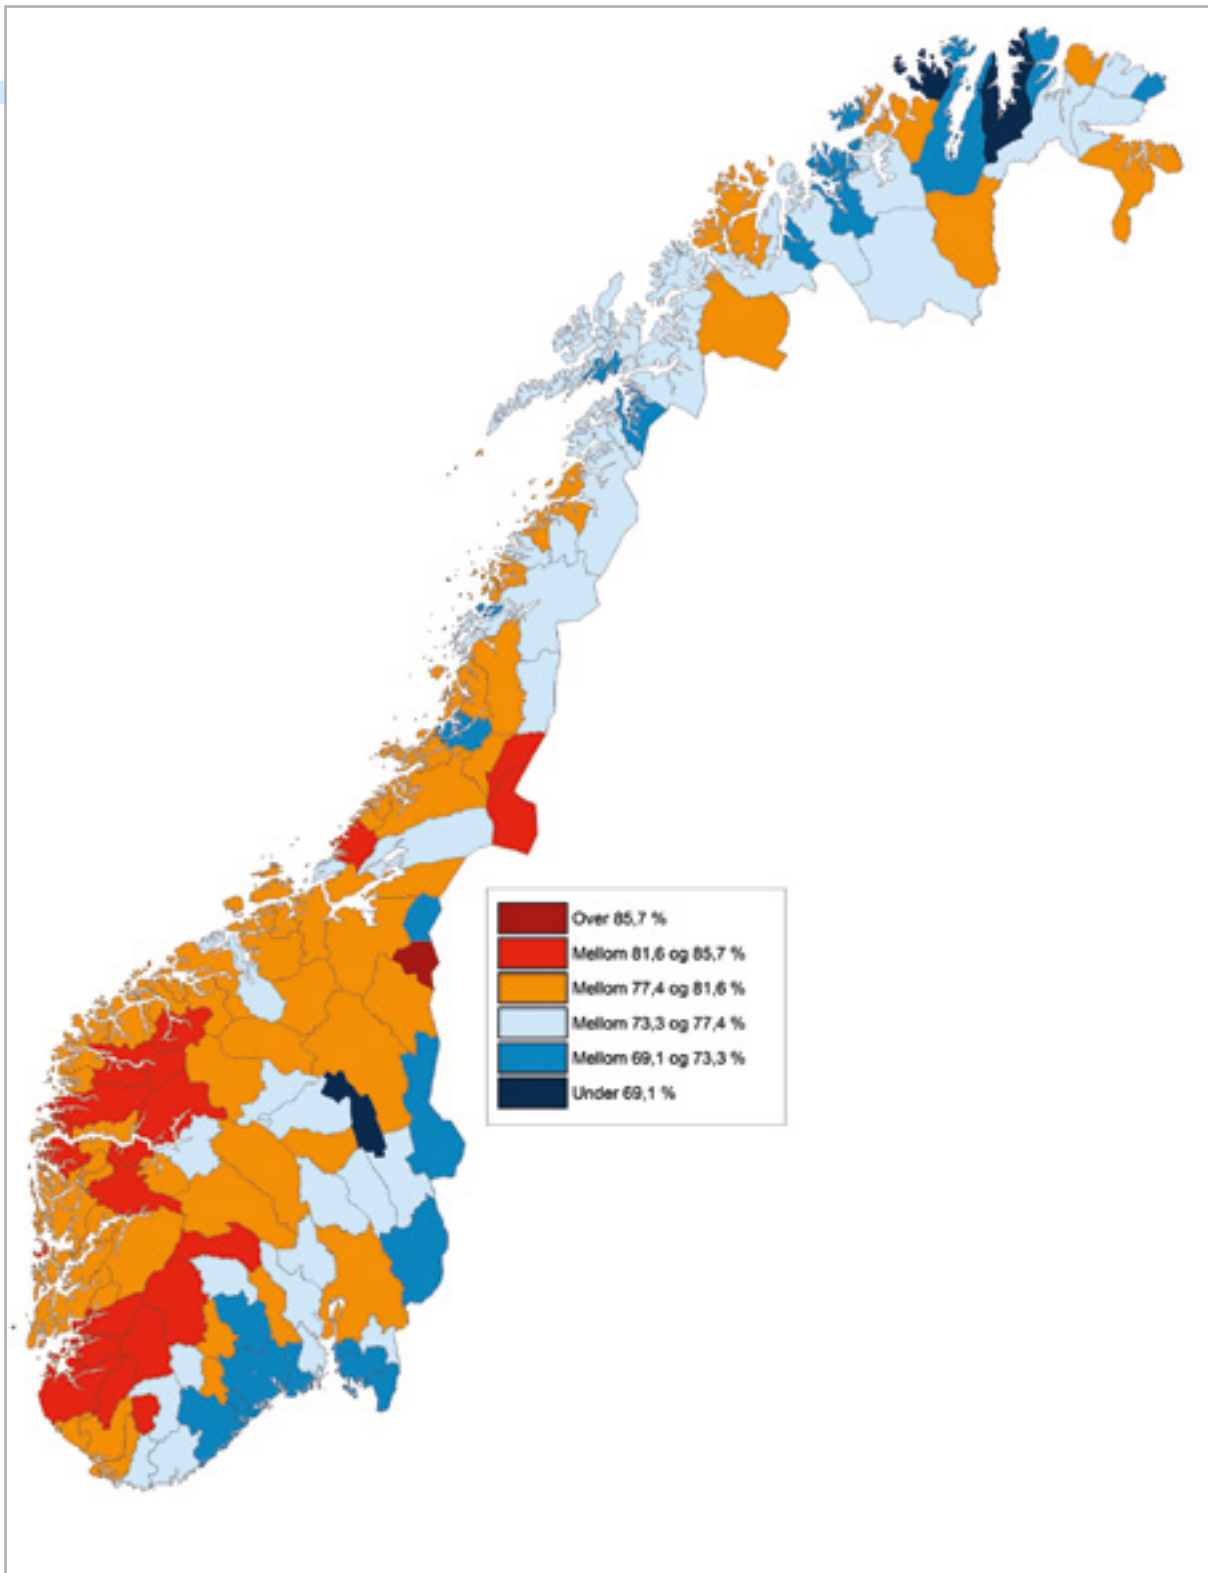 Over 85,7 %
Mellom 81,6 og 85,7 %
Mellom 77,4 og 81,6 %
Mellom 73,3 og 77,4 %
Mellom 69,1 og 73,3 %
Under 69,1 %